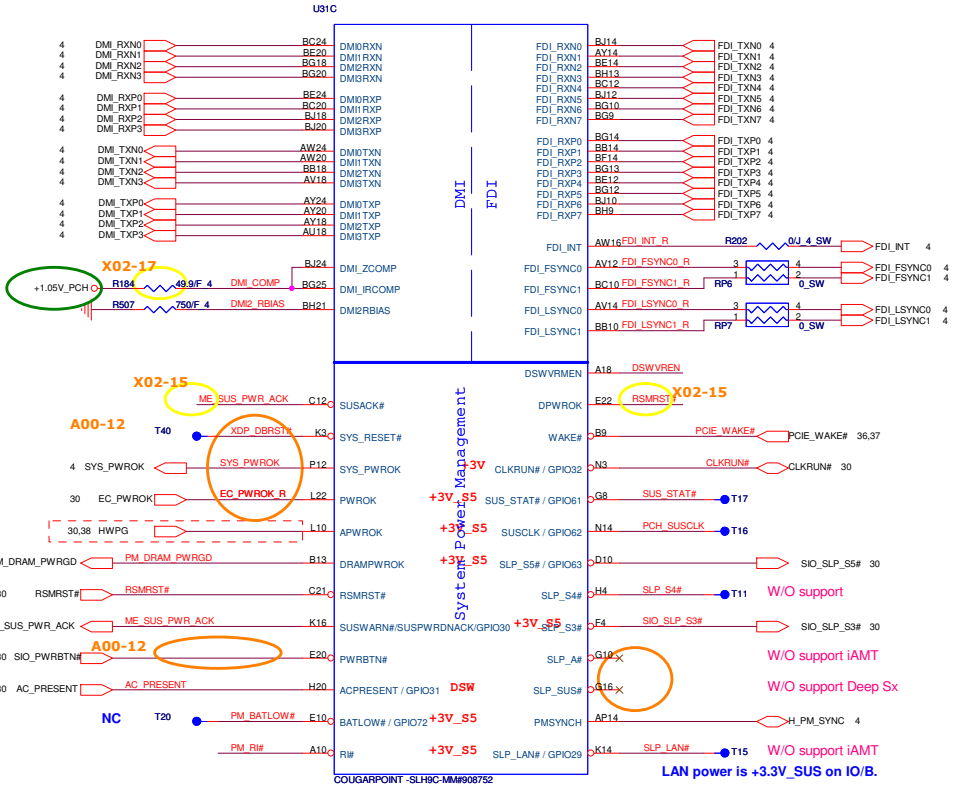 U31C
4 DMI_RXN0 BC24 DMI0RXN FDI_RXN0 BJ14 FDI_TXN0 4
4 DMI_RXN1 BE20 DMI1RXN FDI_RXN1 AY14 FDI_TXN1 4
4 DMI_RXN2 BG18 DMI2RXN FDI_RXN2 BE14 FDI_TXN2 4
4 DMI_RXN3 BG20 DMI3RXN FDI_RXN3 BH13 FDI_TXN3 4
FDI_RXN4 BC12 FDI_TXN4 4
4 DMI_RXP0 BE24 DMI0RXP FDI_RXN5 BJ12 FDI_TXN5 4
4 DMI_RXP1 BC20 DMI1RXP FDI_RXN6 BG10 FDI_TXN6 4
4 DMI_RXP2 BJ18 DMI2RXP FDI_RXN7 BG9 FDI_TXN7 4
4 DMI_RXP3 BJ20 DMI3RXP
FDI_RXP0 BG14 FDI_TXP0 4
4 DMI_TXN0 AW24 DMI0TXN FDI_RXP1 BB14 FDI_TXP1 4
4 DMI_TXN1 AW20 DMI1TXN FDI_RXP2 BF14 FDI_TXP2 4
4 DMI_TXN2 BB18 DMI2TXN FDI_RXP3 BG13 FDI_TXP3 4
4 DMI_TXN3 AV18 DMI3TXN FDI_RXP4 BE12 FDI_TXP4 4
FDI_RXP5 BG12 FDI_TXP5 4
4 DMI_TXP0 AY24 DMI0TXP FDI_RXP6 BJ10 FDI_TXP6 4
4 DMI_TXP1 AY20 DMI1TXP FDI_RXP7 BH9 FDI_TXP7 4
4 DMI_TXP2 AY18 DMI2TXP
4 DMI_TXP3 AU18 DMI3TXP
DMI FDI
FDI_INT AW16 FDI_INT_R R202 0/J_4_SW FDI_INT 4
X02-17
BJ24 DMI_ZCOMP FDI_FSYNC0 AV12 FDI_FSYNC0_R 3 4 FDI_FSYNC0 4
+1.05V_PCH R184 49.9/F_4 DMI_COMP BG25 DMI_IRCOMP FDI_FSYNC1 BC10 FDI_FSYNC1_R 1 RP6 2 0_SW FDI_FSYNC1 4
R507 750/F_4 DMI2_RBIAS BH21 DMI2RBIAS FDI_LSYNC0 AV14 FDI_LSYNC0_R 3 4 FDI_LSYNC0 4
FDI_LSYNC1 BB10 FDI_LSYNC1_R 1 RP7 2 0_SW FDI_LSYNC1 4
System Power Management
DSWVRMEN A18 DSWVREN
X02-15 X02-15
ME_SUS_PWR_ACK C12 SUSACK# DPWROK E22 RSMRST#
A00-12
T40 XDP_DBRST# K3 SYS_RESET# WAKE# B9 PCIE_WAKE# PCIE_WAKE# 36,37
4 SYS_PWROK SYS_PWROK P12 SYS_PWROK +3V CLKRUN# / GPIO32 N3 CLKRUN# CLKRUN# 30
30 EC_PWROK EC_PWROK_R L22 PWROK +3V_S5 SUS_STAT# / GPIO61 G8 SUS_STAT# T17
30,38 HWPG L10 APWROK +3V_S5 SUSCLK / GPIO62 N14 PCH_SUSCLK T16
M_DRAM_PWRGD PM_DRAM_PWRGD B13 DRAMPWROK +3V_S5 SLP_S5# / GPIO63 D10 SIO_SLP_S5# 30
30 RSMRST# RSMRST# C21 RSMRST# SLP_S4# H4 SLP_S4# T11 W/O support
_SUS_PWR_ACK ME_SUS_PWR_ACK K16 SUSWARN#/SUSPWRDNACK/GPIO30 +3V_S5 SLP_S3# F4 SIO_SLP_S3# SIO_SLP_S3# 30
A00-12
30 SIO_PWRBTN# E20 PWRBTN# SLP_A# G10 W/O support iAMT
30 AC_PRESENT AC_PRESENT H20 ACPRESENT / GPIO31 DSW SLP_SUS# G16 W/O support Deep Sx
NC T20 PM_BATLOW# E10 BATLOW# / GPIO72 +3V_S5 PMSYNCH AP14 H_PM_SYNC 4
PM_RI# A10 RI# +3V_S5 SLP_LAN# / GPIO29 K14 SLP_LAN# T15 W/O support iAMT
LAN power is +3.3V_SUS on IO/B.
COUGARPOINT -SLH9C-MM#908752